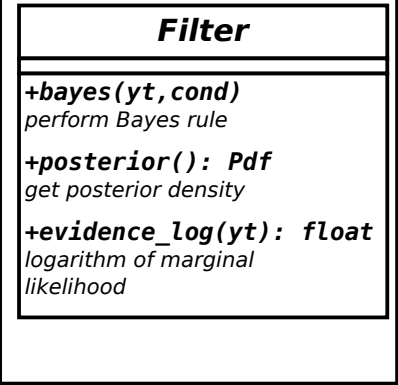 Filter
+bayes(yt,cond)
perform Bayes rule
+posterior(): Pdf
get posterior density
+evidence_log(yt): float
logarithm of marginal
likelihood